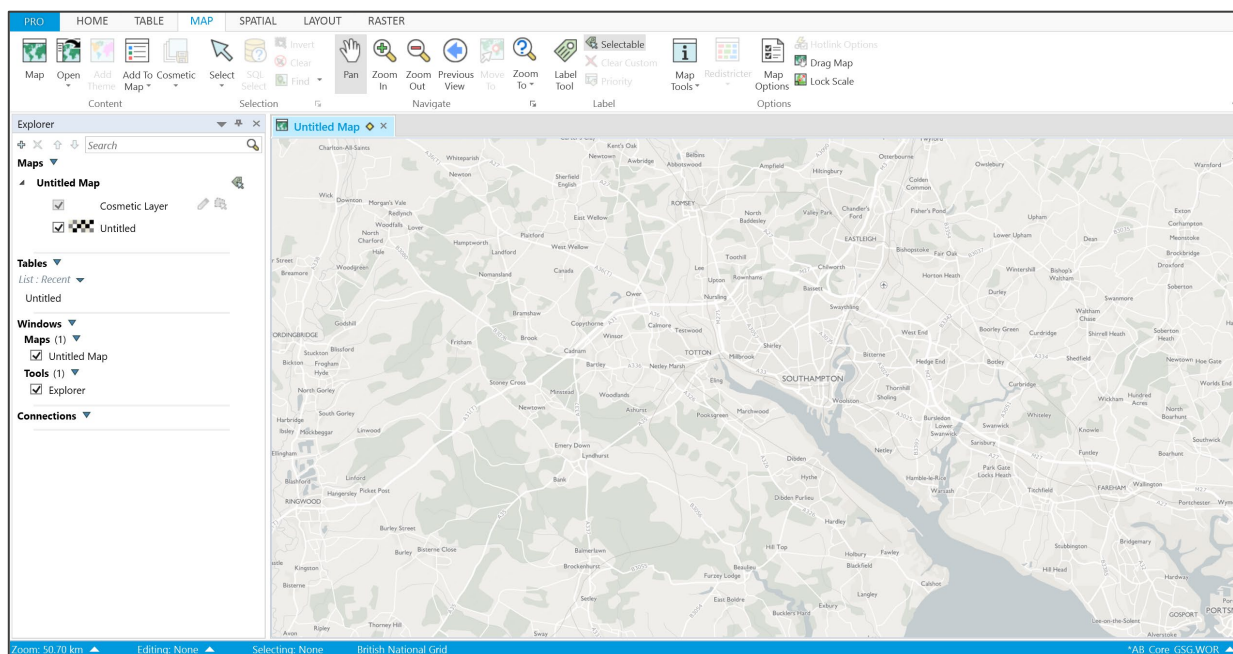 PRO HOME TABLE MAP SPATIAL LAYOUT RASTER
Map Open Add Theme Add To Map Cosmetic
Content
Select SQL Select Invert Clear Find
Selection
Pan Zoom In Zoom Out Previous View Move To Zoom To
Navigate
Label Tool Selectable Clear Custom Priority
Label
Map Tools Redistricter Map Options Hotlink Options Drag Map Lock Scale
Options
Explorer
Search
Maps
Untitled Map
Cosmetic Layer
Untitled
Tables
List : Recent
Untitled
Windows
Maps (1)
Untitled Map
Tools (1)
Explorer
Connections
Untitled Map
Kent's Oak
Charlton-All-Saints
Whiteparish
Newtown
Awbridge
Bilbins
Abbotswood
Ampfield
Hiltingbury
Otterbourne
Owslebury
Warnford
Newton
Sherfield English
Colden Common
Wick
Downton
Morgan's Vale
Redlynch
Woodfalls
Lover
East Wellow
ROMSEY
North Baddesley
Valley Park
Chandler's Ford
Fisher's Pond
Upham
Exton
Corhampton
Meonstoke
Brockbridge
Droxford
North Charford
Hale
Hamptworth
Plaitford
Landford
West Wellow
Toothill
EASTLEIGH
Bishopstoke
Fair Oak
Lower Upham
Dean
Breamore
Woodgreen
Nomansland
Canada
Lee
Upton
Rownhams
Chilworth
Horton Heath
Wintershill
Bishop's Waltham
Soberton
Nursling
Bassett
Durley
Swanmore
Ower
Swaythling
Waltham Chase
Bramshaw
Godshill
Copythorne
Calmore
Testwood
West End
Boorley Green
Curdridge
Shirrell Heath
Soberton Heath
ORDINGBRIDGE
Fritham
Brook
Winsor
Shirley
Stuckton
Blissford
Cadnam
TOTTON
Millbrook
Bitterne
Hedge End
Botley
A334
Shedfield
Newtown
Hoe Gate
Bickton
Frogham
Hyde
Bartley
A336
Netley Marsh
Eling
SOUTHAMPTON
Thornhill
Sholing
Curbridge
Worlds End
North Gorley
Stoney Cross
Minstead
Woodlands
Woolston
Wickham
Hundred Acres
South Gorley
Newtown
Ashurst
Pooksgreen
Marchwood
Bursledon
Lower Swanwick
Swanwick
Whiteley
North Boarhunt
Harbridge
Ibsley
Mockbeggar
Linwood
Emery Down
Lyndhurst
Netley
Sarisbury
Knowle
Southwick
Ellingham
Dibden
Park Gate
Locks Heath
Funtley
Boarhunt
Blashford
Linford
Bank
Hythe
Hamble-le-Rice
Warsash
Titchfield
FAREHAM
Wallington
RINGWOOD
Hangersley
Picket Post
Dibden Purlieu
Portchester
Burley Street
Hardley
Burley
Bisterne Close
Balmerlawn
Hill Top
Holbury
Fawley
Blackfield
Stubbington
Bridgemary
Kingston
Brockenhurst
Beaulieu
Furzey Lodge
Calshot
Hill Head
Hardway
Bisterne
Setley
East Boldre
Exbury
Langley
Bucklers Hard
GOSPORT
Avon
Ripley
Thorney Hill
Sway
Lee-on-the-Solent
Alverstoke
Zoom: 50.70 km Editing: None Selecting: None British National Grid *AB_Core_GSG.WOR